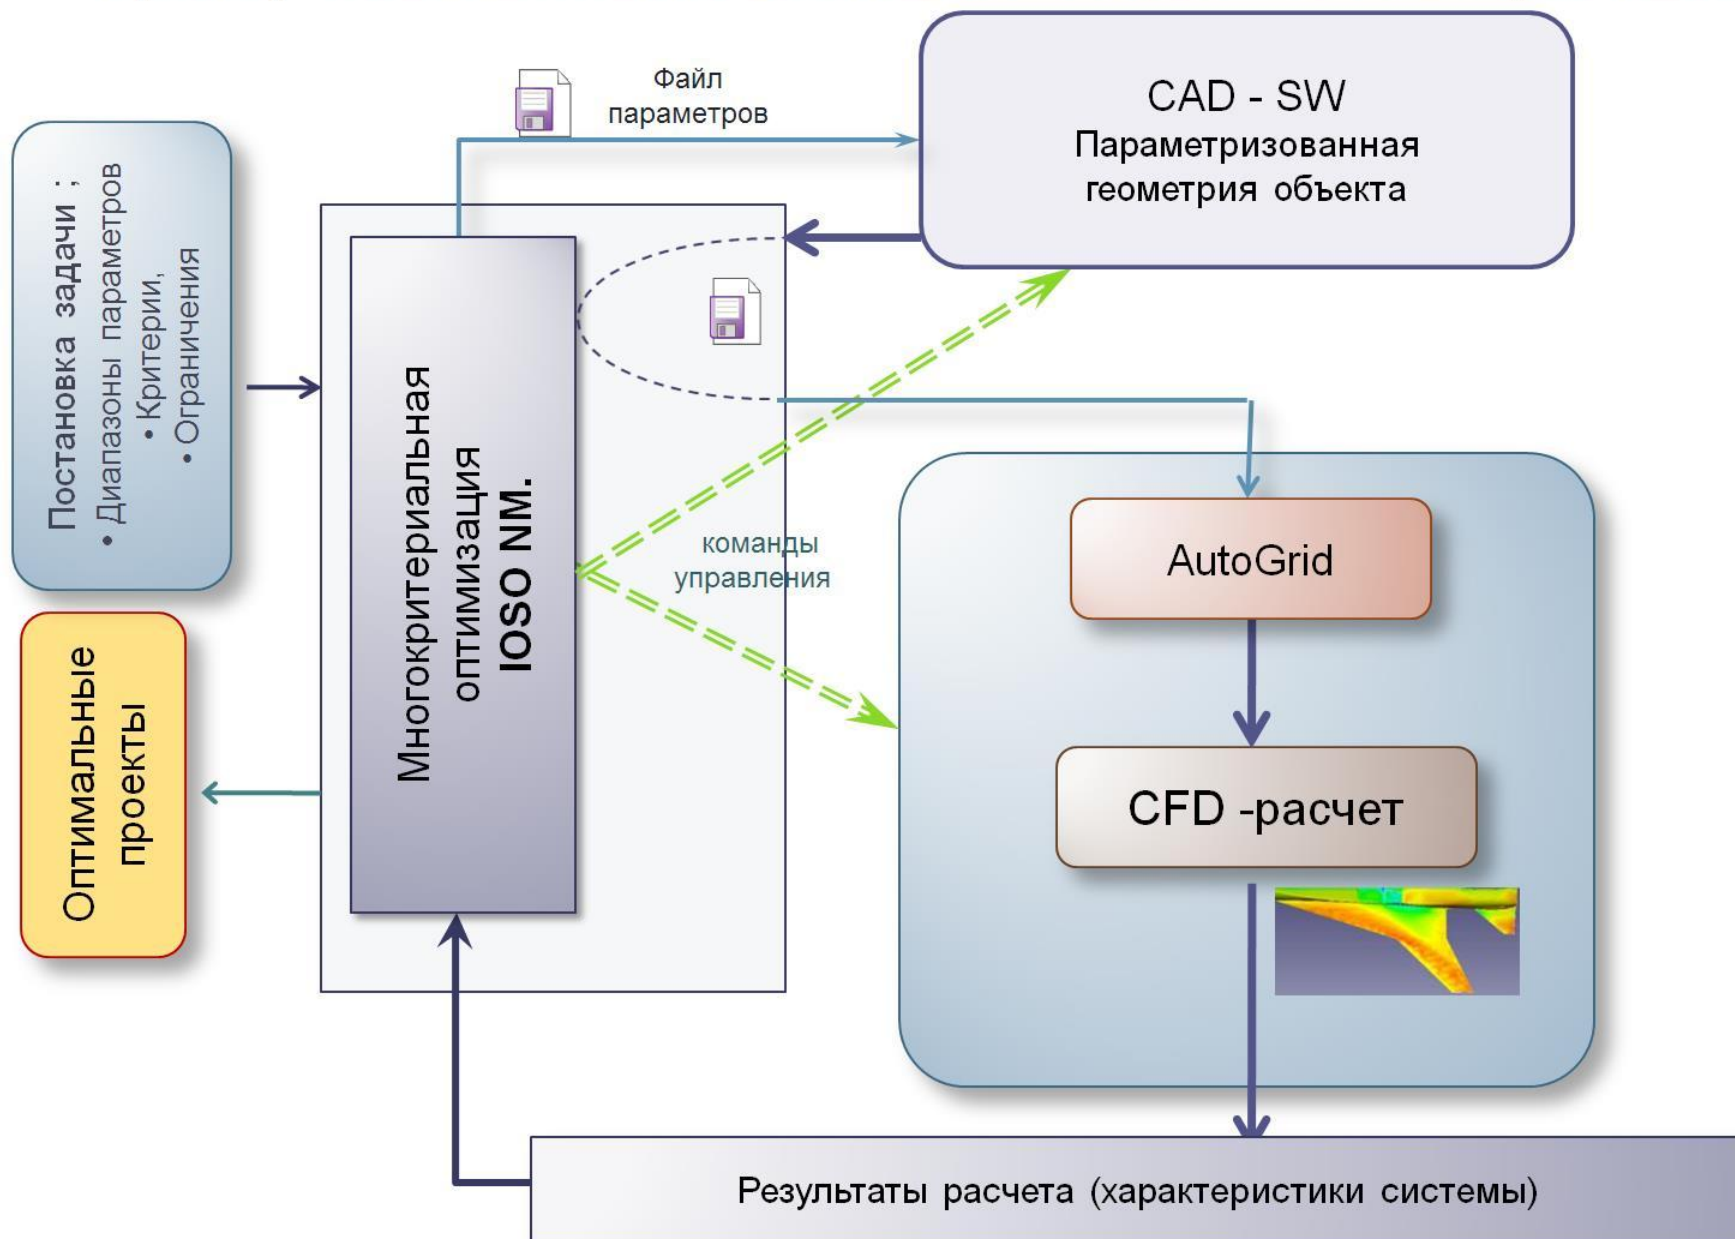 Файл
параметров
CAD - SW
Параметризованная
геометрия объекта
Постановка задачи ;
• Диапазоны параметров
• Критерии,
• Ограничения
Многокритериальная
оптимизация
IOSO NM.
команды
управления
AutoGrid
CFD -расчет
Оптимальные
проекты
Результаты расчета (характеристики системы)